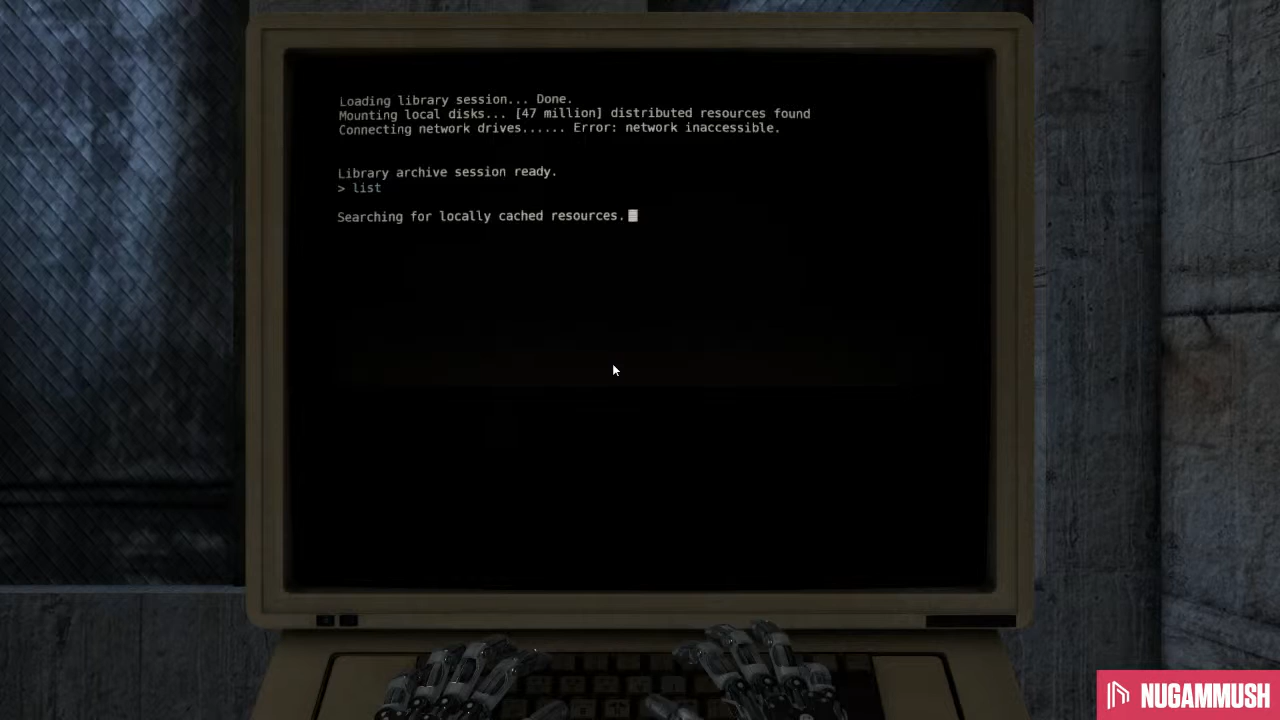 Loading library session... Done.
Mounting local disks... [47 million] distributed resources found
Connecting network drives...... Error: network inaccessible.
Library archive session ready.
> list
Searching for locally cached resources.
NUGAMMUSH